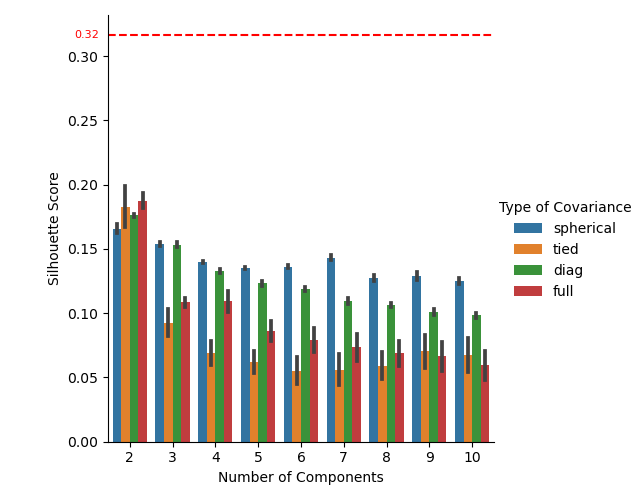 0.32
0.30
0.25
0.20
0.15
0.10
0.05
0.00
Silhouette Score
2 3 4 5 6 7 8 9 10
Number of Components
Type of Covariance
spherical
tied
diag
full